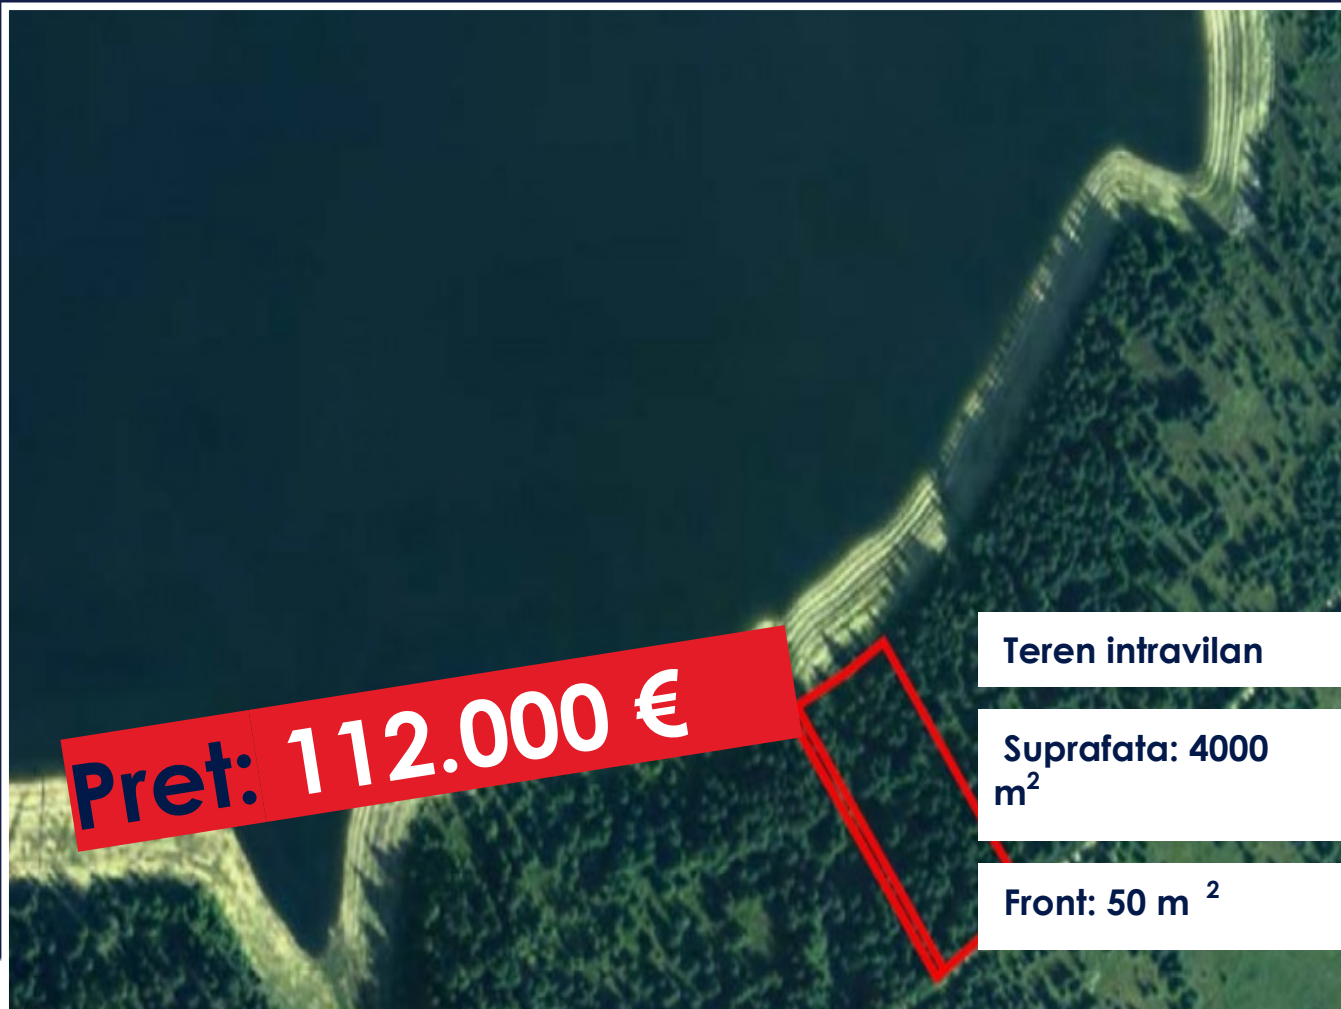 Pret: 112.000 €
Teren intravilan
Suprafata: 4000
m²
Front: 50 m ²